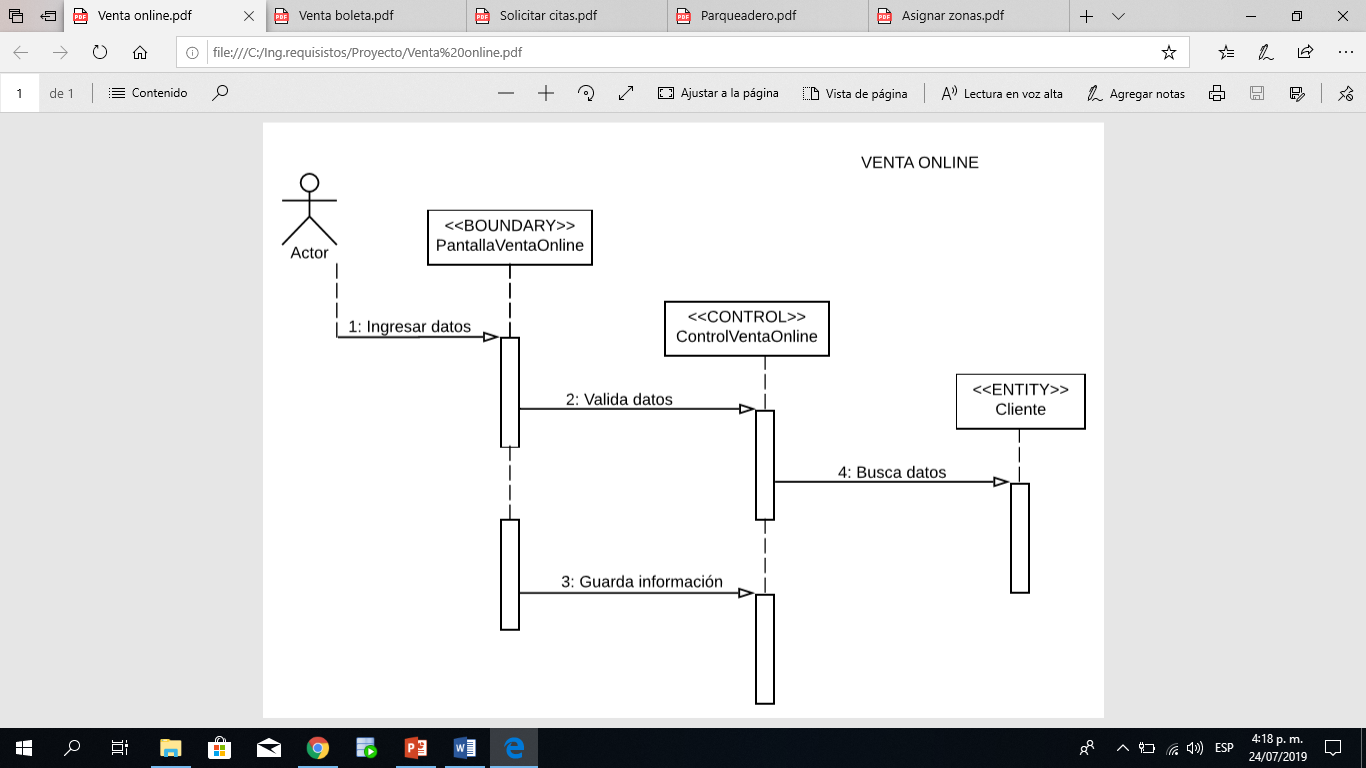 Venta online.pdf
Venta boleta.pdf
Solicitar citas.pdf
Parqueadero.pdf
Asignar zonas.pdf
file:///C:/Ing.requisistos/Proyecto/Venta%20online.pdf
1 de 1
Contenido
Ajustar a la página
Vista de página
Lectura en voz alta
Agregar notas
VENTA ONLINE
Actor
<<BOUNDARY>>
PantallaVentaOnline
1: Ingresar datos
<<CONTROL>>
ControlVentaOnline
2: Valida datos
<<ENTITY>>
Cliente
4: Busca datos
3: Guarda información
ESP
4:18 p. m.
24/07/2019